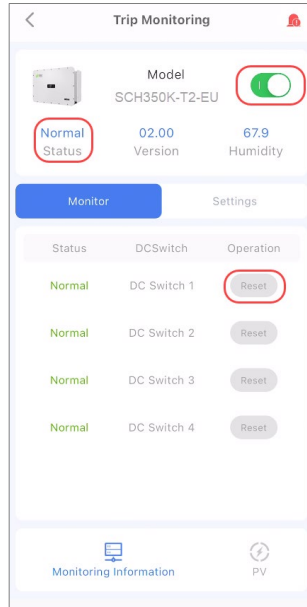 Trip Monitoring
Model
SCH350K-T2-EU
Normal 02.00 67.9
Status Version Humidity
Monitor Settings
Status DCSwitch Operation
Normal DC Switch 1 Reset
Normal DC Switch 2 Reset
Normal DC Switch 3 Reset
Normal DC Switch 4 Reset
Monitoring Information PV